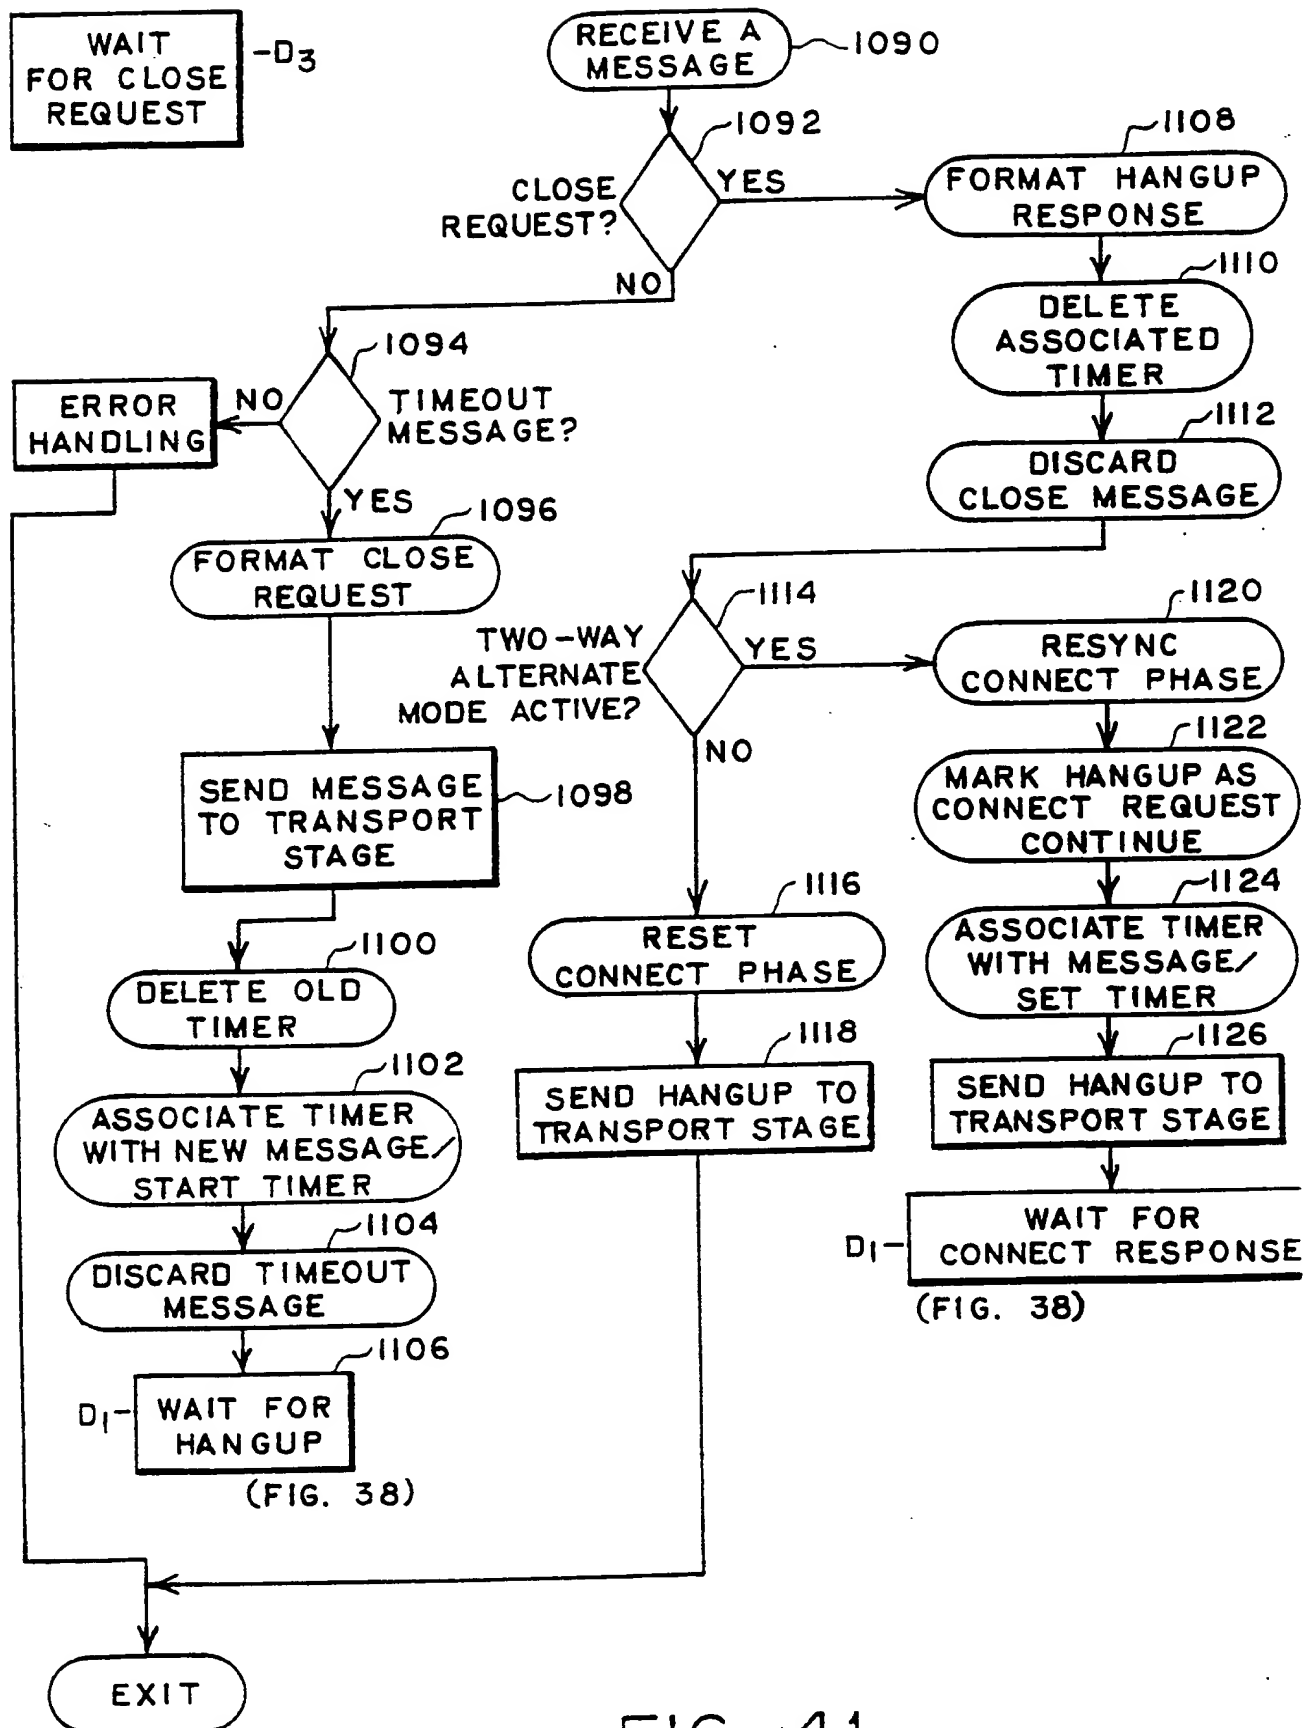 WAIT
FOR CLOSE
REQUEST
-D3
RECEIVE A
MESSAGE
1090
1092
CLOSE
REQUEST?
YES
NO
1108
FORMAT HANGUP
RESPONSE
1110
DELETE
ASSOCIATED
TIMER
1112
DISCARD
CLOSE MESSAGE
1094
TIMEOUT
MESSAGE?
NO
ERROR
HANDLING
YES
1096
FORMAT CLOSE
REQUEST
1098
SEND MESSAGE
TO TRANSPORT
STAGE
1100
DELETE OLD
TIMER
1102
ASSOCIATE TIMER
WITH NEW MESSAGE/
START TIMER
1104
DISCARD TIMEOUT
MESSAGE
1106
D1-
WAIT FOR
HANGUP
(FIG. 38)
1114
TWO-WAY
ALTERNATE
MODE ACTIVE?
YES
NO
1116
RESET
CONNECT PHASE
1118
SEND HANGUP TO
TRANSPORT STAGE
1120
RESYNC
CONNECT PHASE
1122
MARK HANGUP AS
CONNECT REQUEST
CONTINUE
1124
ASSOCIATE TIMER
WITH MESSAGE/
SET TIMER
1126
SEND HANGUP TO
TRANSPORT STAGE
D1-
WAIT FOR
CONNECT RESPONSE
(FIG. 38)
EXIT
FIG. 41